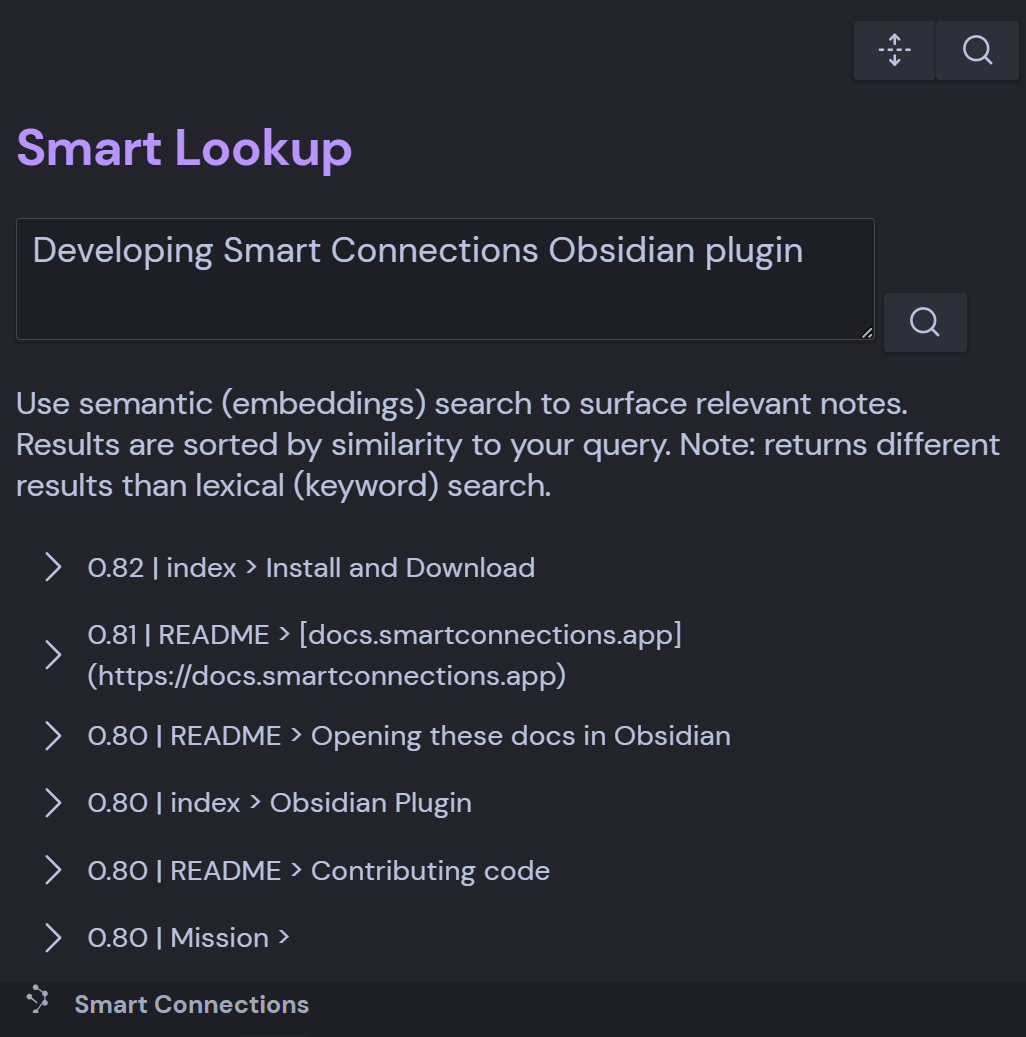 Smart Lookup
Developing Smart Connections Obsidian plugin
Use semantic (embeddings) search to surface relevant notes.
Results are sorted by similarity to your query. Note: returns different
results than lexical (keyword) search.
0.82 | index > Install and Download
0.81 | README > [docs.smartconnections.app]
(https://docs.smartconnections.app)
0.80 | README > Opening these docs in Obsidian
0.80 | index > Obsidian Plugin
0.80 | README > Contributing code
0.80 | Mission >
Smart Connections